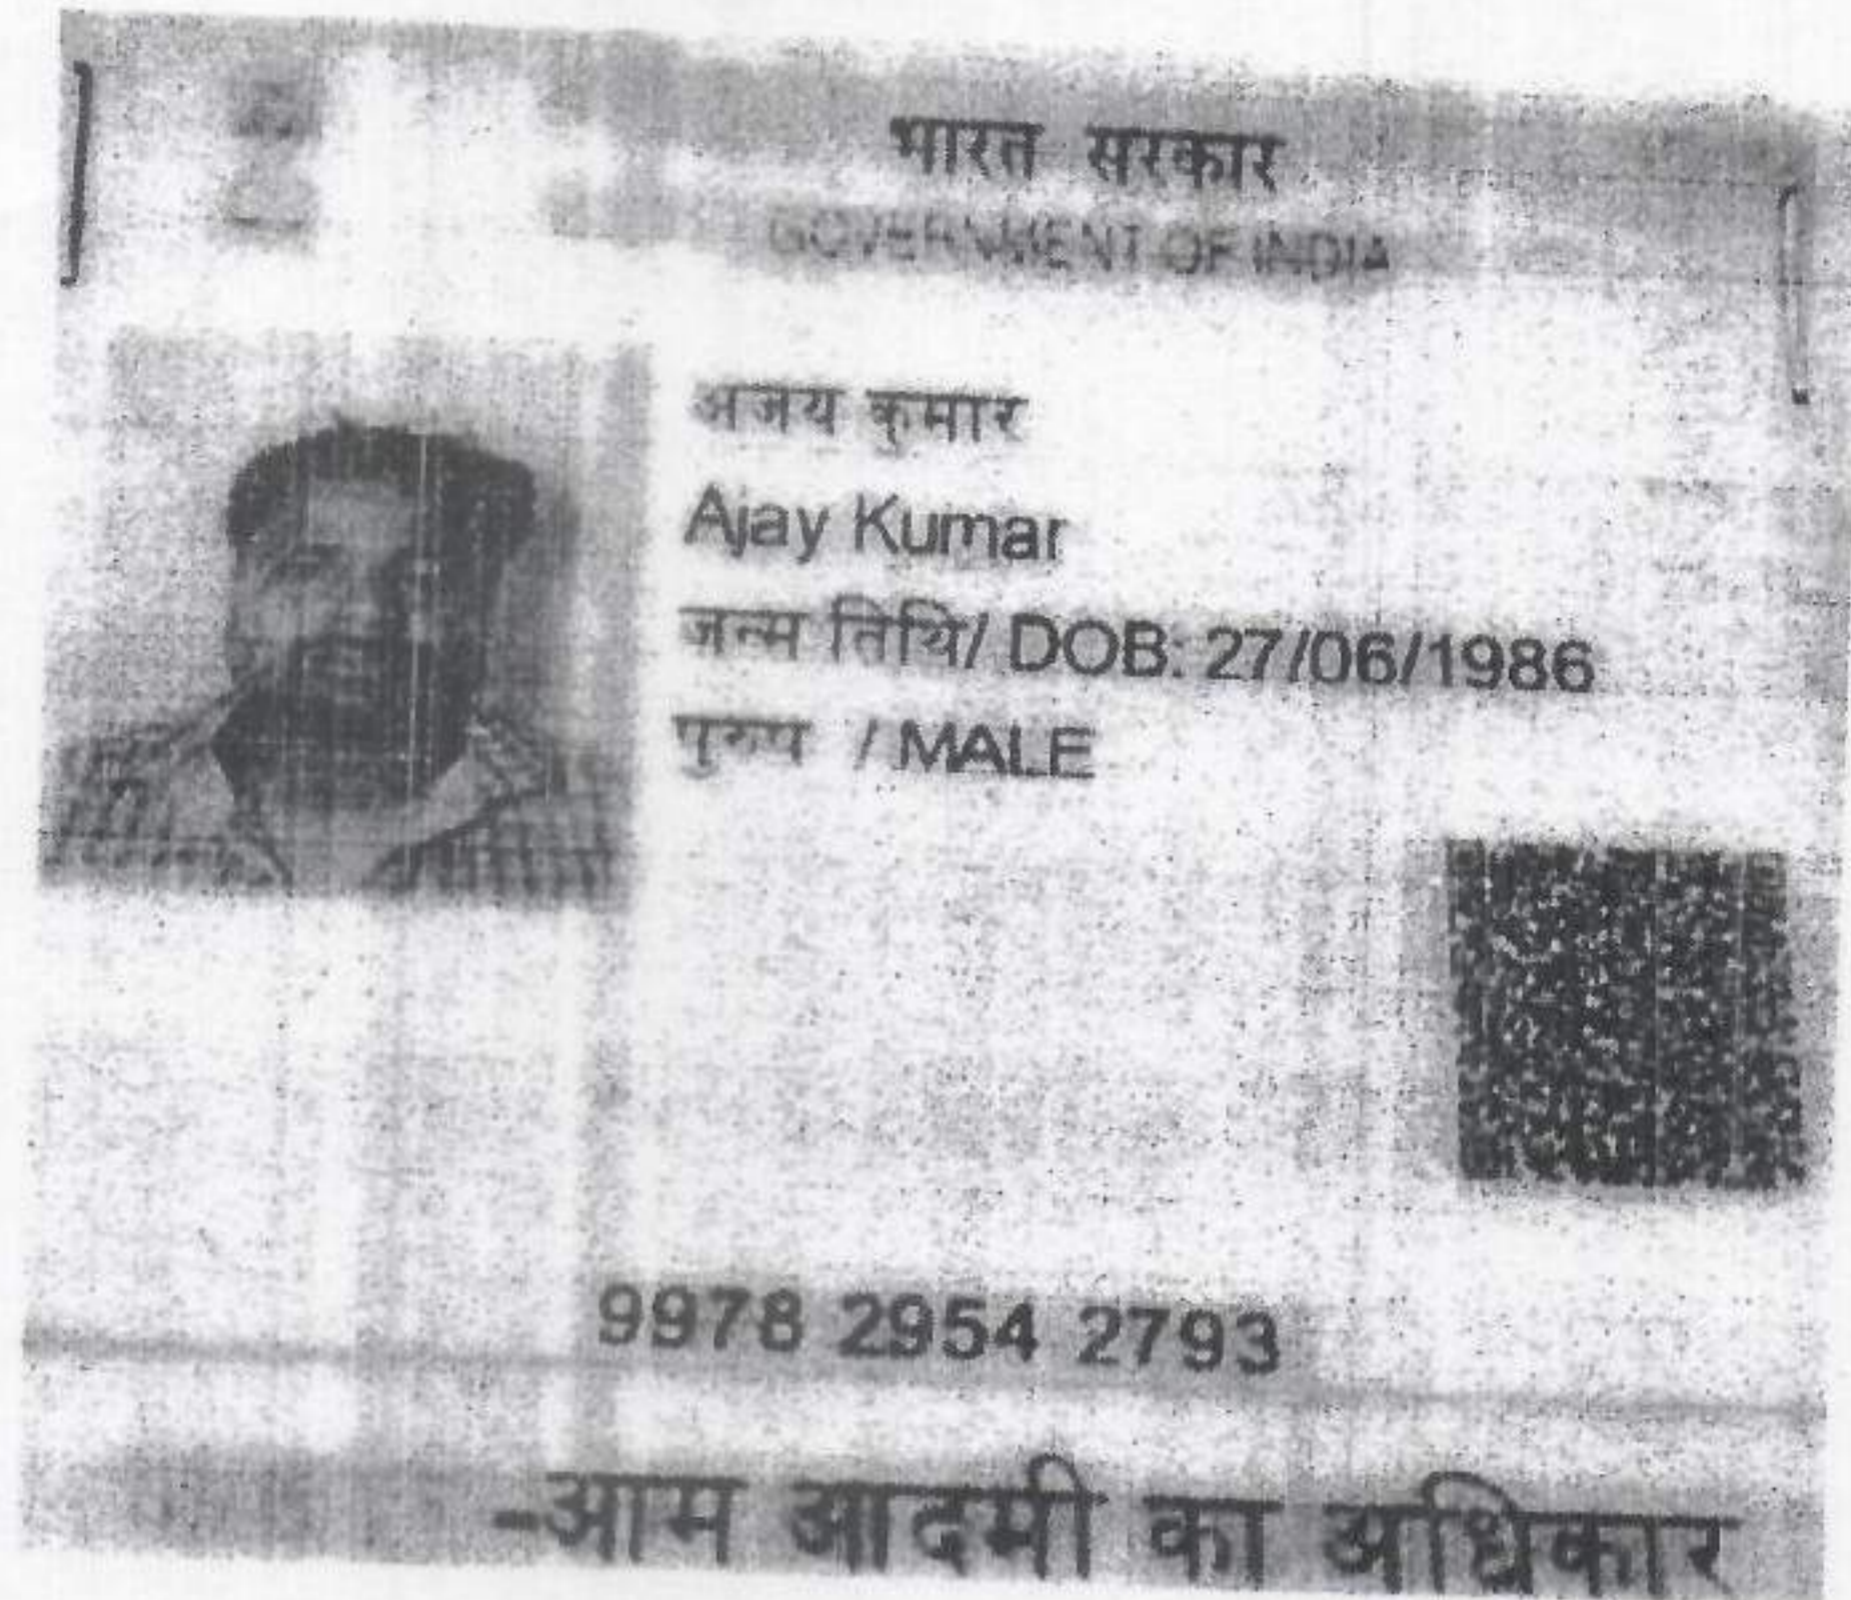 भारत सरकार
GOVERNMENT OF INDIA
अजय कुमार
Ajay Kumar
जन्म तिथि/ DOB: 27/06/1986
पुरुष / MALE
9978 2954 2793
-आम आदमी का अधिकार